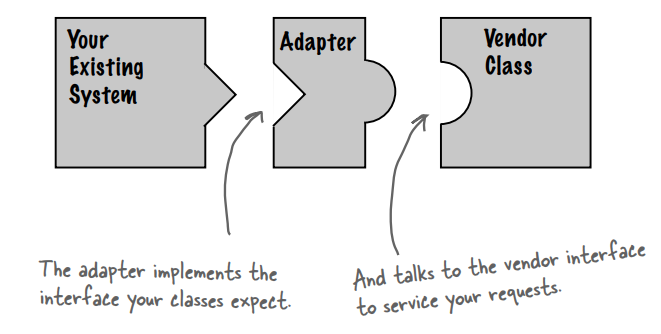 Your
Existing
System
Adapter
Vendor
Class
The adapter implements the
interface your classes expect.
And talks to the vendor interface
to service your requests.